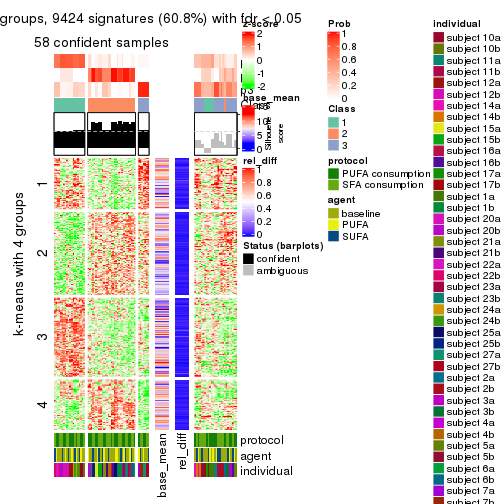 groups, 9424 signatures (60.8%) with fdr < 0.05
58 confident samples
p3
Class
Silhouette
score
1
2
3
4
k-means with 4 groups
protocol
agent
individual
base_mean
rel_diff
z-score
2
1
0
-1
-2
base_mean
15
10
5
0
rel_diff
1
0.8
0.6
0.4
0.2
0
Status (barplots)
confident
ambiguous
Prob
1
0.8
0.6
0.4
0.2
0
Class
1
2
3
protocol
PUFA consumption
SFA consumption
agent
baseline
PUFA
SUFA
individual
subject 10a
subject 10b
subject 11a
subject 11b
subject 12a
subject 12b
subject 14a
subject 14b
subject 15a
subject 15b
subject 16a
subject 16b
subject 17a
subject 17b
subject 1a
subject 1b
subject 20a
subject 20b
subject 21a
subject 21b
subject 22a
subject 22b
subject 23a
subject 23b
subject 24a
subject 24b
subject 25a
subject 25b
subject 27a
subject 27b
subject 2a
subject 2b
subject 3a
subject 3b
subject 4a
subject 4b
subject 5a
subject 5b
subject 6a
subject 6b
subject 7a
subject 7b